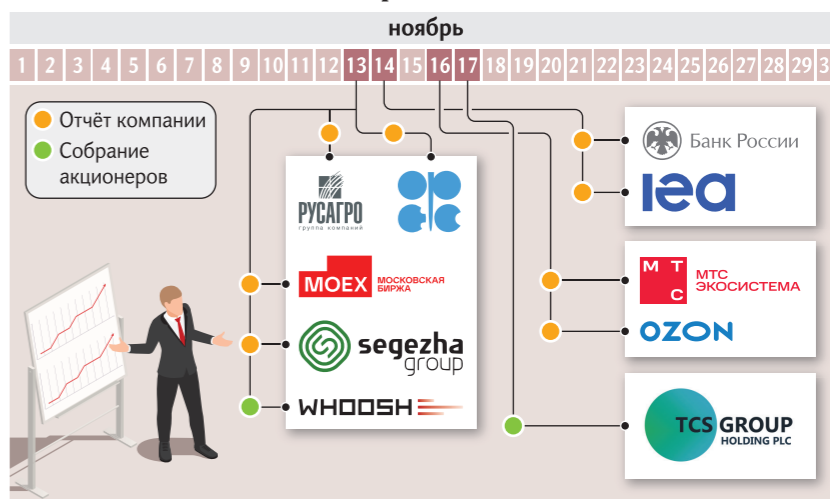 ноябрь
1 2 3 4 5 6 7 8 9 10 11 12 13 14 15 16 17 18 19 20 21 22 23 24 25 26 27 28 29 3
Отчёт компании
Собрание
акционеров
РУСАГРО
группа компаний
MOEX МОСКОВСКАЯ
БИРЖА
segezha
group
WHOOSH
Банк России
iea
М Т
С
МТС
ЭКОСИСТЕМА
OZON
TCS GROUP
HOLDING PLC